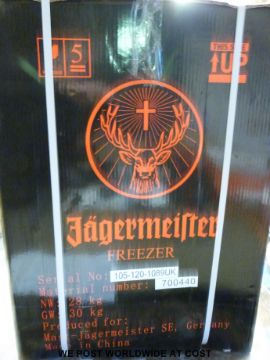 5
THIS SIDE
UP
Jägermeister
FREEZER
Serial No: 105-120-1089UK
Material number: 700440
NW: 28 kg
GW: 30 kg
Produced for:
Mast-Jägermeister SE, Germany
Made in China
WE POST WORLDWIDE AT COST